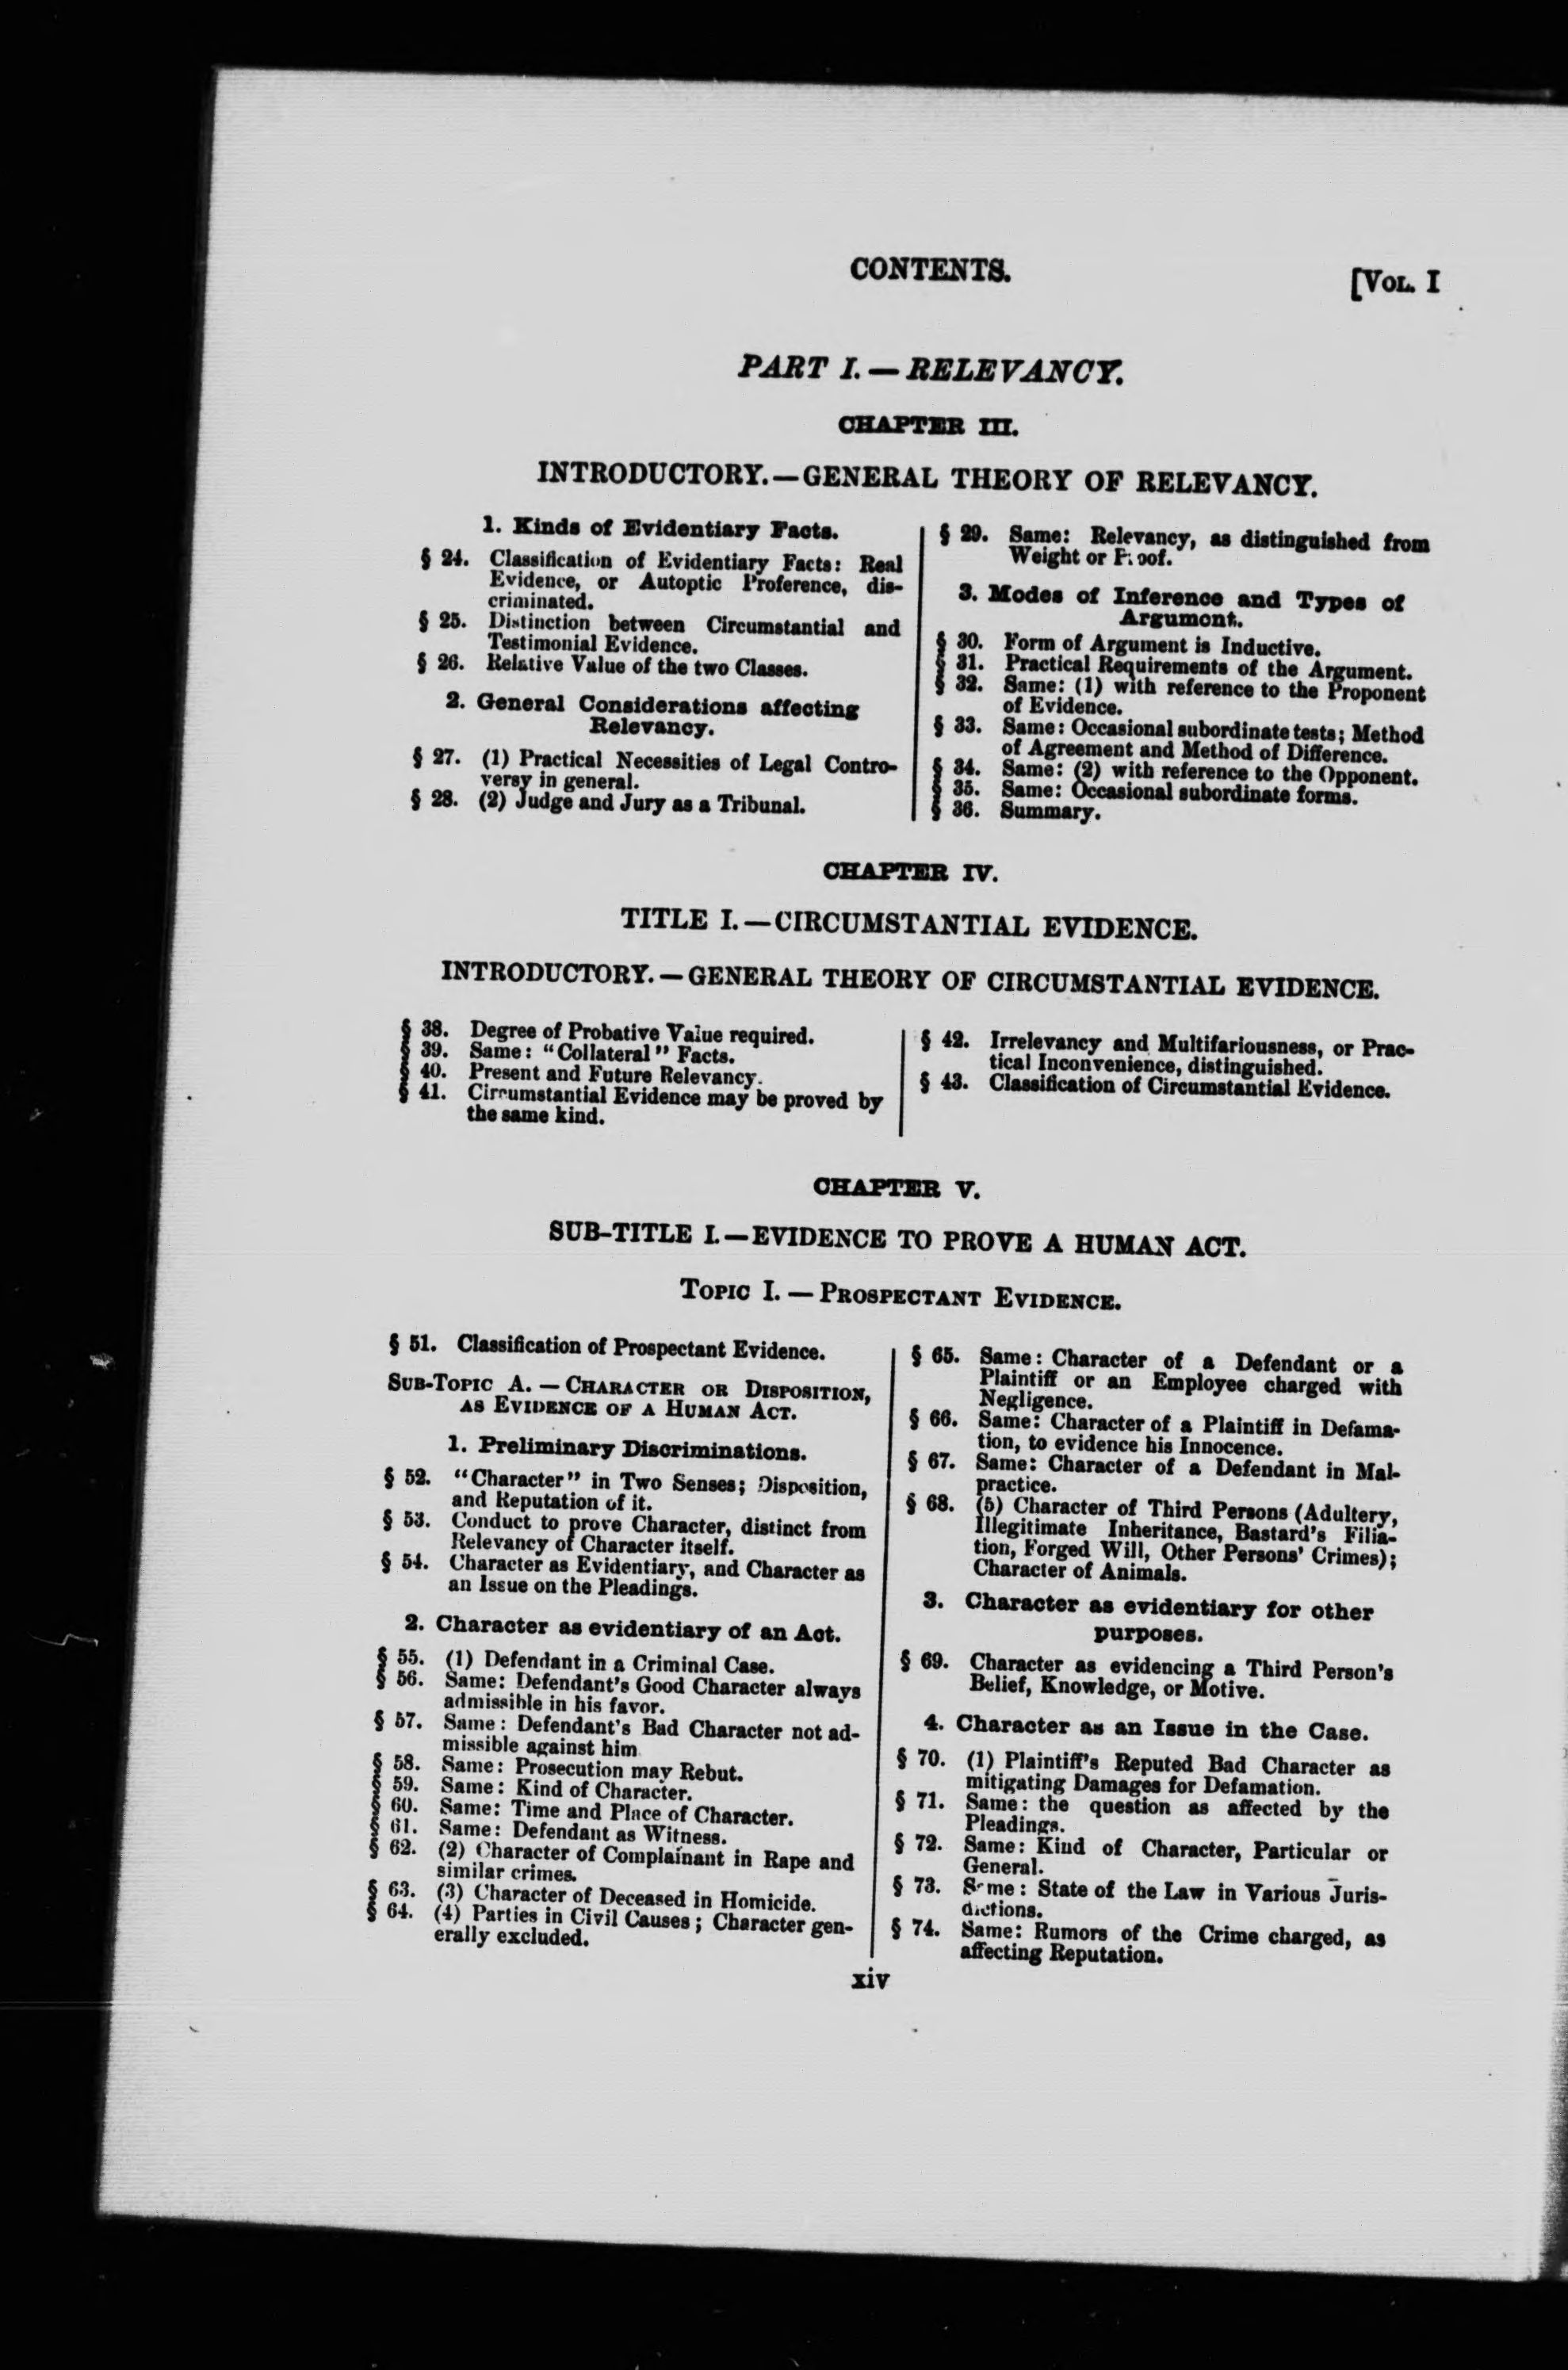 CONTENTS.
[VOL. I
PART I. — RELEVANCY.
CHAPTER III.
INTRODUCTORY. — GENERAL THEORY OF RELEVANCY.
1. Kinds of Evidentiary Facts.
§ 24. Classification of Evidentiary Facts: Real
Evidence, or Autoptic Proference, dis-
criminated.
§ 25. Distinction between Circumstantial and
Testimonial Evidence.
§ 26. Relative Value of the two Classes.
2. General Considerations affecting
Relevancy.
§ 27. (1) Practical Necessities of Legal Contro-
versy in general.
§ 28. (2) Judge and Jury as a Tribunal.
§ 29. Same: Relevancy, as distinguished from
Weight or Proof.
3. Modes of Inference and Types of
Argument.
§ 30. Form of Argument is Inductive.
§ 31. Practical Requirements of the Argument.
§ 32. Same: (1) with reference to the Proponent
of Evidence.
§ 33. Same: Occasional subordinate tests; Method
of Agreement and Method of Difference.
§ 34. Same: (2) with reference to the Opponent.
§ 35. Same: Occasional subordinate forms.
§ 36. Summary.
CHAPTER IV.
TITLE I. — CIRCUMSTANTIAL EVIDENCE.
INTRODUCTORY. — GENERAL THEORY OF CIRCUMSTANTIAL EVIDENCE.
§ 38. Degree of Probative Value required.
§ 39. Same: "Collateral" Facts.
§ 40. Present and Future Relevancy.
§ 41. Circumstantial Evidence may be proved by
the same kind.
§ 42. Irrelevancy and Multifariousness, or Prac-
tical Inconvenience, distinguished.
§ 43. Classification of Circumstantial Evidence.
CHAPTER V.
SUB-TITLE I. — EVIDENCE TO PROVE A HUMAN ACT.
TOPIC I. — PROSPECTANT EVIDENCE.
§ 51. Classification of Prospectant Evidence.
SUB-TOPIC A. — CHARACTER OR DISPOSITION,
AS EVIDENCE OF A HUMAN ACT.
1. Preliminary Discriminations.
§ 52. "Character" in Two Senses; Disposition,
and Reputation of it.
§ 53. Conduct to prove Character, distinct from
Relevancy of Character itself.
§ 54. Character as Evidentiary, and Character as
an Issue on the Pleadings.
2. Character as evidentiary of an Act.
§ 55. (1) Defendant in a Criminal Case.
§ 56. Same: Defendant's Good Character always
admissible in his favor.
§ 57. Same: Defendant's Bad Character not ad-
missible against him
§ 58. Same: Prosecution may Rebut.
§ 59. Same: Kind of Character.
§ 60. Same: Time and Place of Character.
§ 61. Same: Defendant as Witness.
§ 62. (2) Character of Complainant in Rape and
similar crimes.
§ 63. (3) Character of Deceased in Homicide.
§ 64. (4) Parties in Civil Causes; Character gen-
erally excluded.
§ 65. Same: Character of a Defendant or a
Plaintiff or an Employee charged with
Negligence.
§ 66. Same: Character of a Plaintiff in Defama-
tion, to evidence his Innocence.
§ 67. Same: Character of a Defendant in Mal-
practice.
§ 68. (5) Character of Third Persons (Adultery,
Illegitimate Inheritance, Bastard's Filia-
tion, Forged Will, Other Persons' Crimes);
Character of Animals.
3. Character as evidentiary for other
purposes.
§ 69. Character as evidencing a Third Person's
Belief, Knowledge, or Motive.
4. Character as an Issue in the Case.
§ 70. (1) Plaintiff's Reputed Bad Character as
mitigating Damages for Defamation.
§ 71. Same: the question as affected by the
Pleadings.
§ 72. Same: Kind of Character, Particular or
General.
§ 73. Same: State of the Law in Various Juris-
dictions.
§ 74. Same: Rumors of the Crime charged, as
affecting Reputation.
xiv